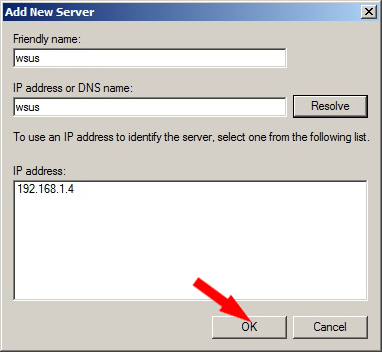 Add New Server
Friendly name:
wsus
IP address or DNS name:
wsus
Resolve
To use an IP address to identify the server, select one from the following list.
IP address:
192.168.1.4
OK
Cancel